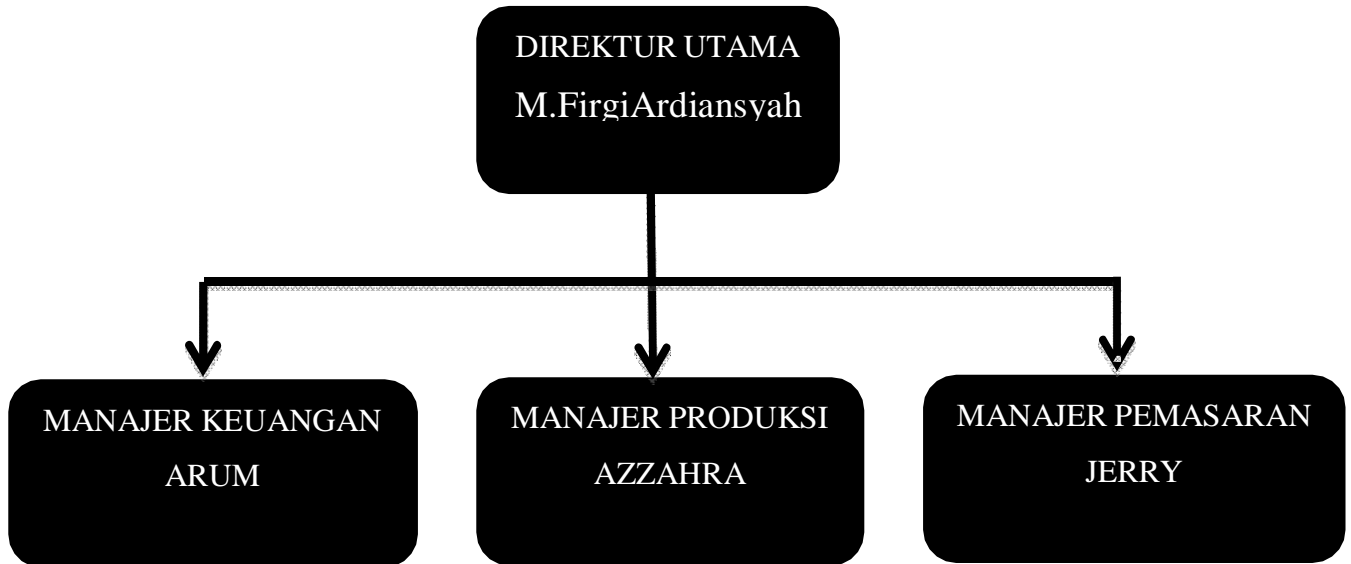 DIREKTUR UTAMA
M.FirgiArdiansyah
MANAJER KEUANGAN
ARUM
MANAJER PRODUKSI
AZZAHRA
MANAJER PEMASARAN
JERRY